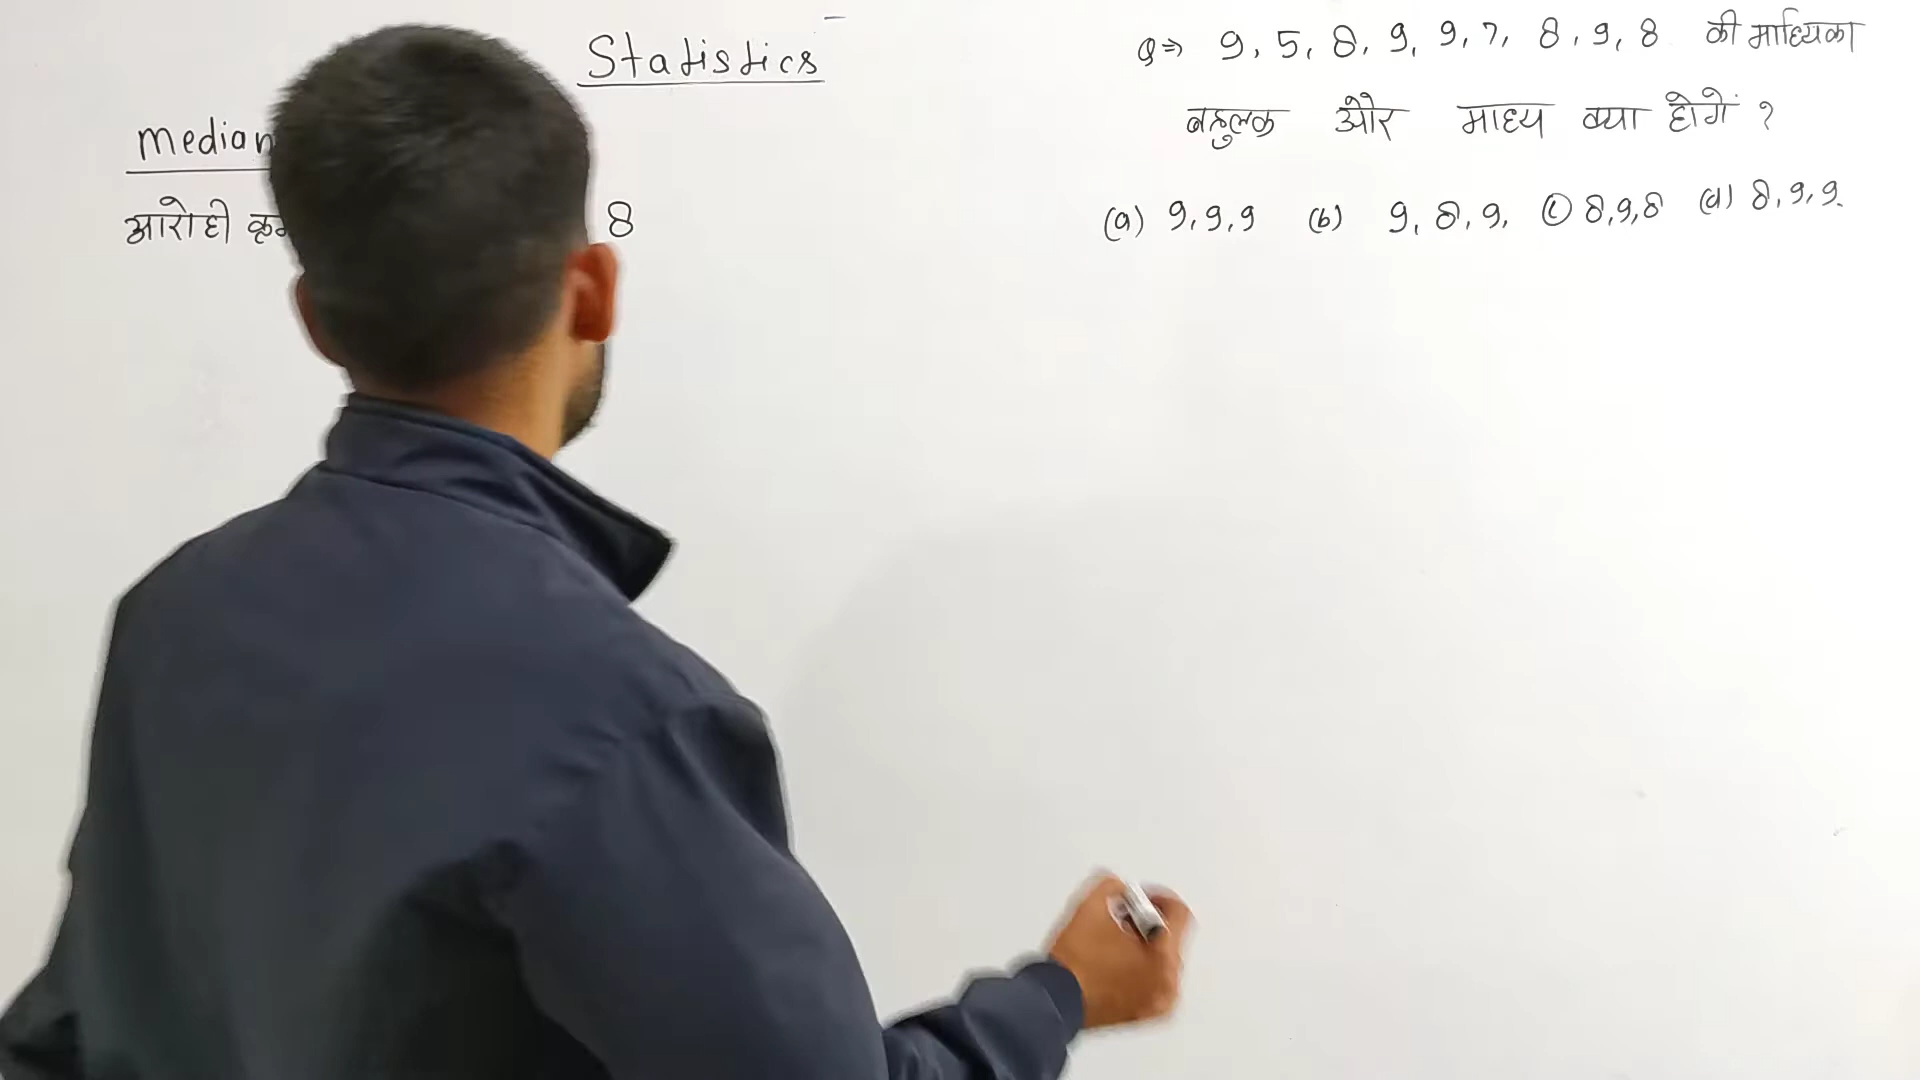 Statistics
Median
आरोही 8
Q⇒ 9, 5, 8, 9, 9, 7, 8, 9, 8 की माध्यिका
बहुलक और माध्य क्या होगें ?
(a) 9, 9, 9 (b) 9, 8, 9, (c) 8, 9, 8 (d) 8, 9, 9.